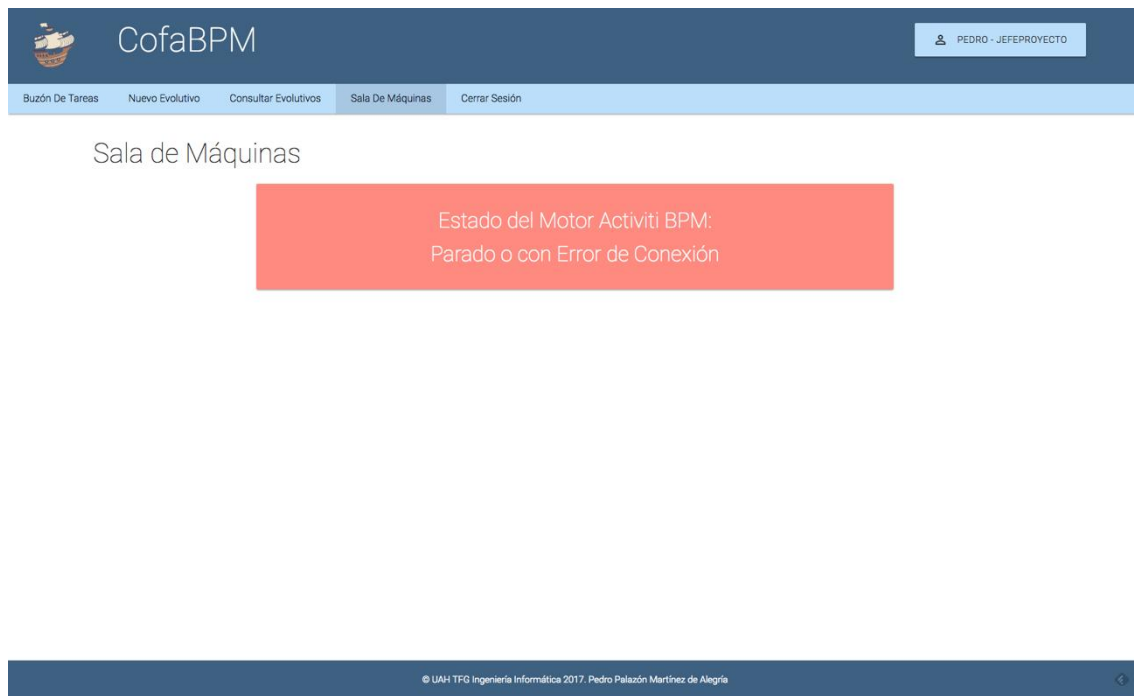 CofaBPM
PEDRO - JEFEPROYECTO
Buzón De Tareas Nuevo Evolutivo Consultar Evolutivos Sala De Máquinas Cerrar Sesión
Sala de Máquinas
Estado del Motor Activiti BPM:
Parado o con Error de Conexión
© UAH TFG Ingeniería Informática 2017. Pedro Palazón Martínez de Alegría